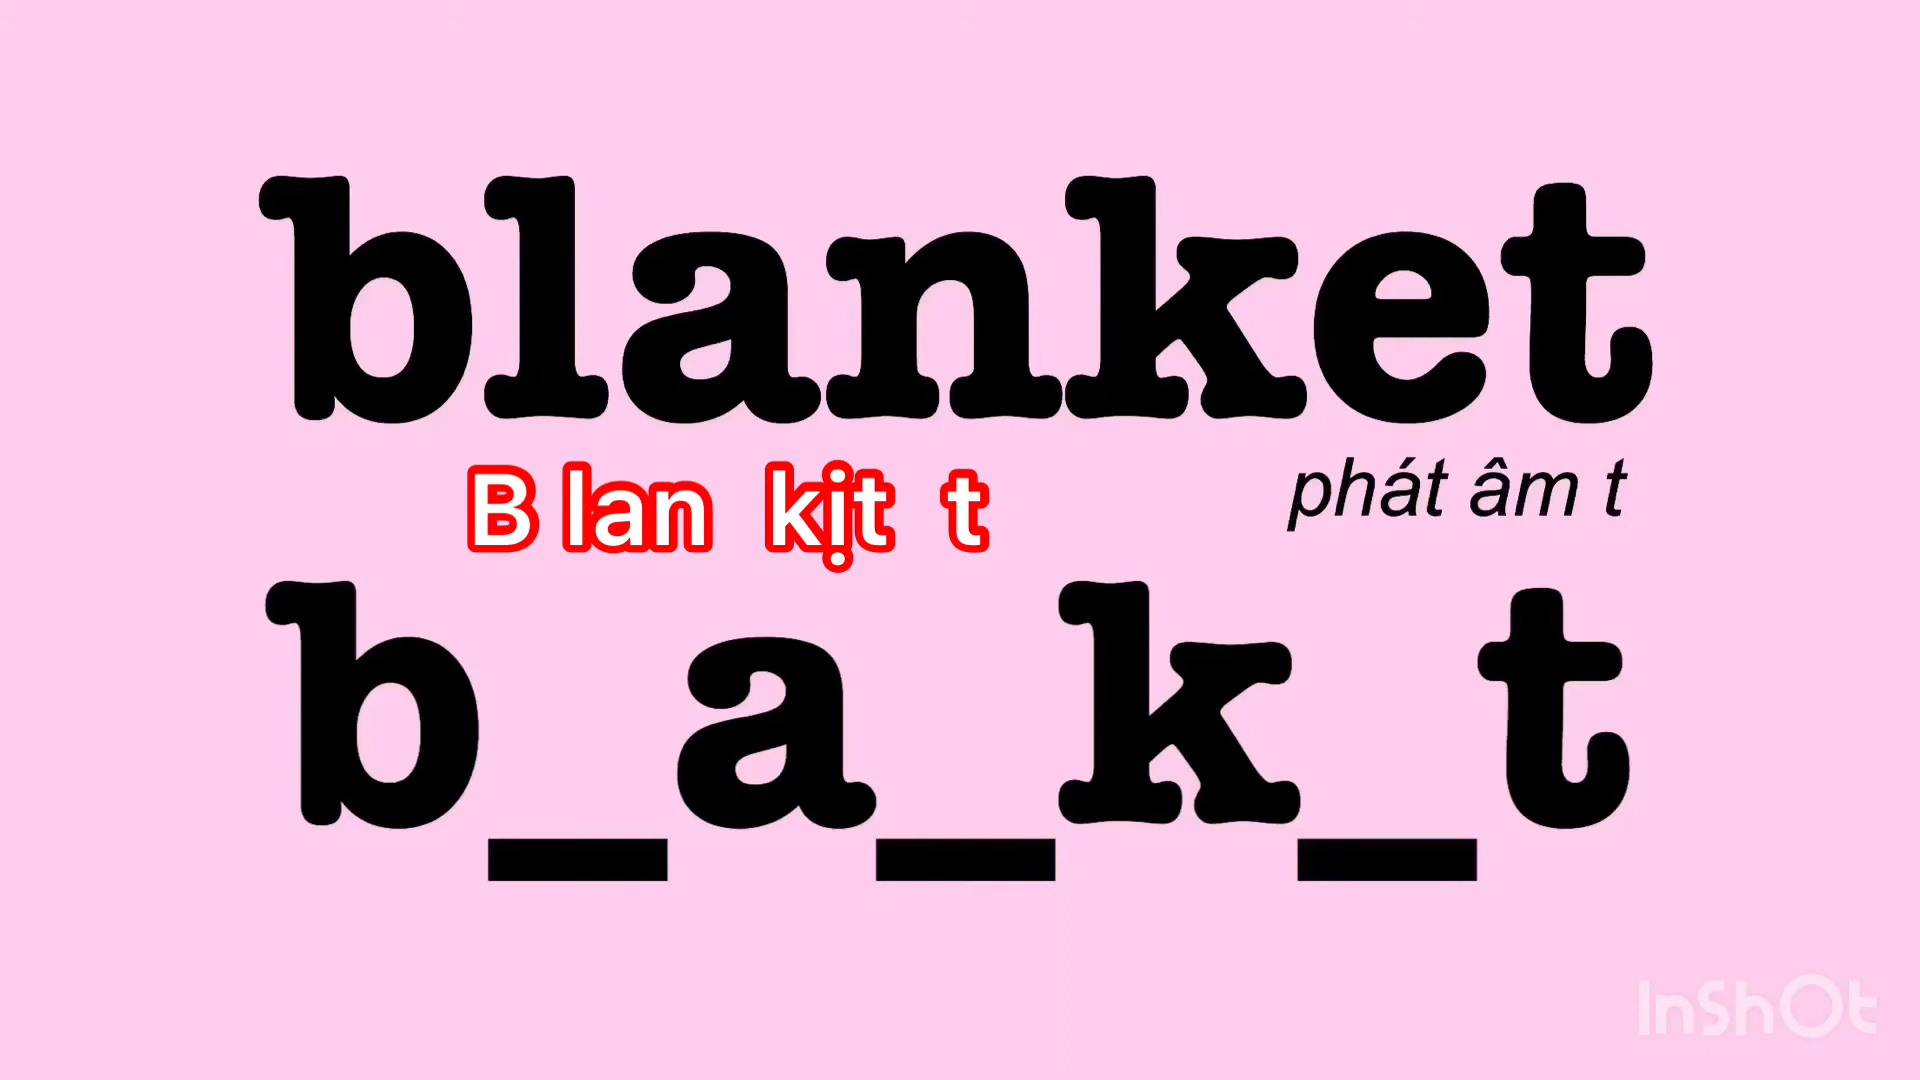 blanket
B lan kịt t
phát âm t
b_a_k_t
InShOt